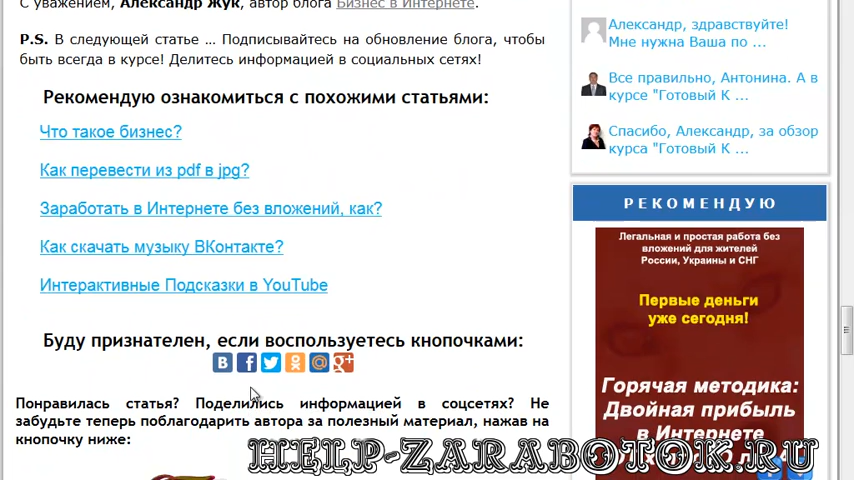 С уважением, Александр Жук, автор блога Бизнес в Интернете.
P.S. В следующей статье ... Подписывайтесь на обновление блога, чтобы
быть всегда в курсе! Делитесь информацией в социальных сетях!
Рекомендую ознакомиться с похожими статьями:
Что такое бизнес?
Как перевести из pdf в jpg?
Заработать в Интернете без вложений, как?
Как скачать музыку ВКонтакте?
Интерактивные Подсказки в YouTube
Буду признателен, если воспользуетесь кнопочками:
Понравилась статья? Поделились информацией в соцсетях? Не
забудьте теперь поблагодарить автора за полезный материал, нажав на
кнопочку ниже:
Александр, здравствуйте!
Мне нужна Ваша по ...
Все правильно, Антонина. А в
курсе "Готовый К ...
Спасибо, Александр, за обзор
курса "Готовый К ...
РЕКОМЕНДУЮ
Легальная и простая работа без
вложений для жителей
России, Украины и СНГ
Первые деньги
уже сегодня!
Горячая методика:
Двойная прибыль
в Интернете
HELP-ZARABOTOK.RU